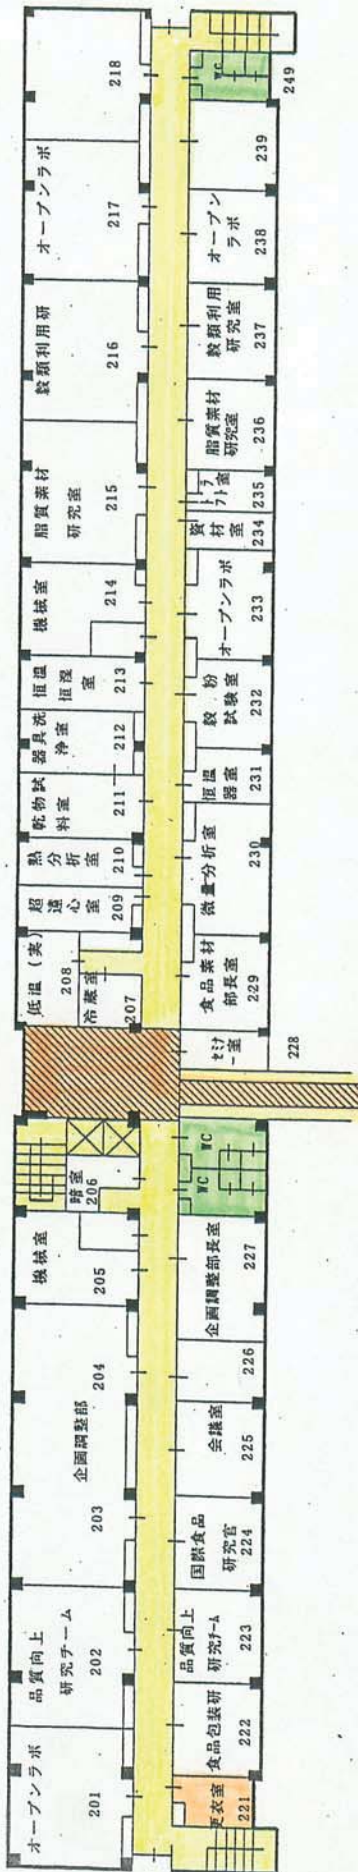 オープンラボ
201
品質向上
研究チーム
202
企画調整部
203
204
機械室
205
暗室
206
冷蔵室
207
低温(実)
208
超遠心室
209
熱分析室
210
乾物試
料室
211
器具洗
浄室
212
恒温
恒湿
室
213
機械室
214
脂質素材
研究室
215
穀類利用研
216
オープンラボ
217
218
更衣室
221
食品包装研
222
品質向上
研究チーム
223
国際食品
研究官
224
会議室
225
226
企画調整部長室
227
WC
WC
セミナ
ー室
228
食品素材
部長室
229
微量分析室
230
恒温
器室
231
穀粉
試験室
232
オープンラボ
233
資材室
234
ドラフト室
235
脂質素材
研究室
236
穀類利用
研究室
237
オープン
ラボ
238
239
WC
249